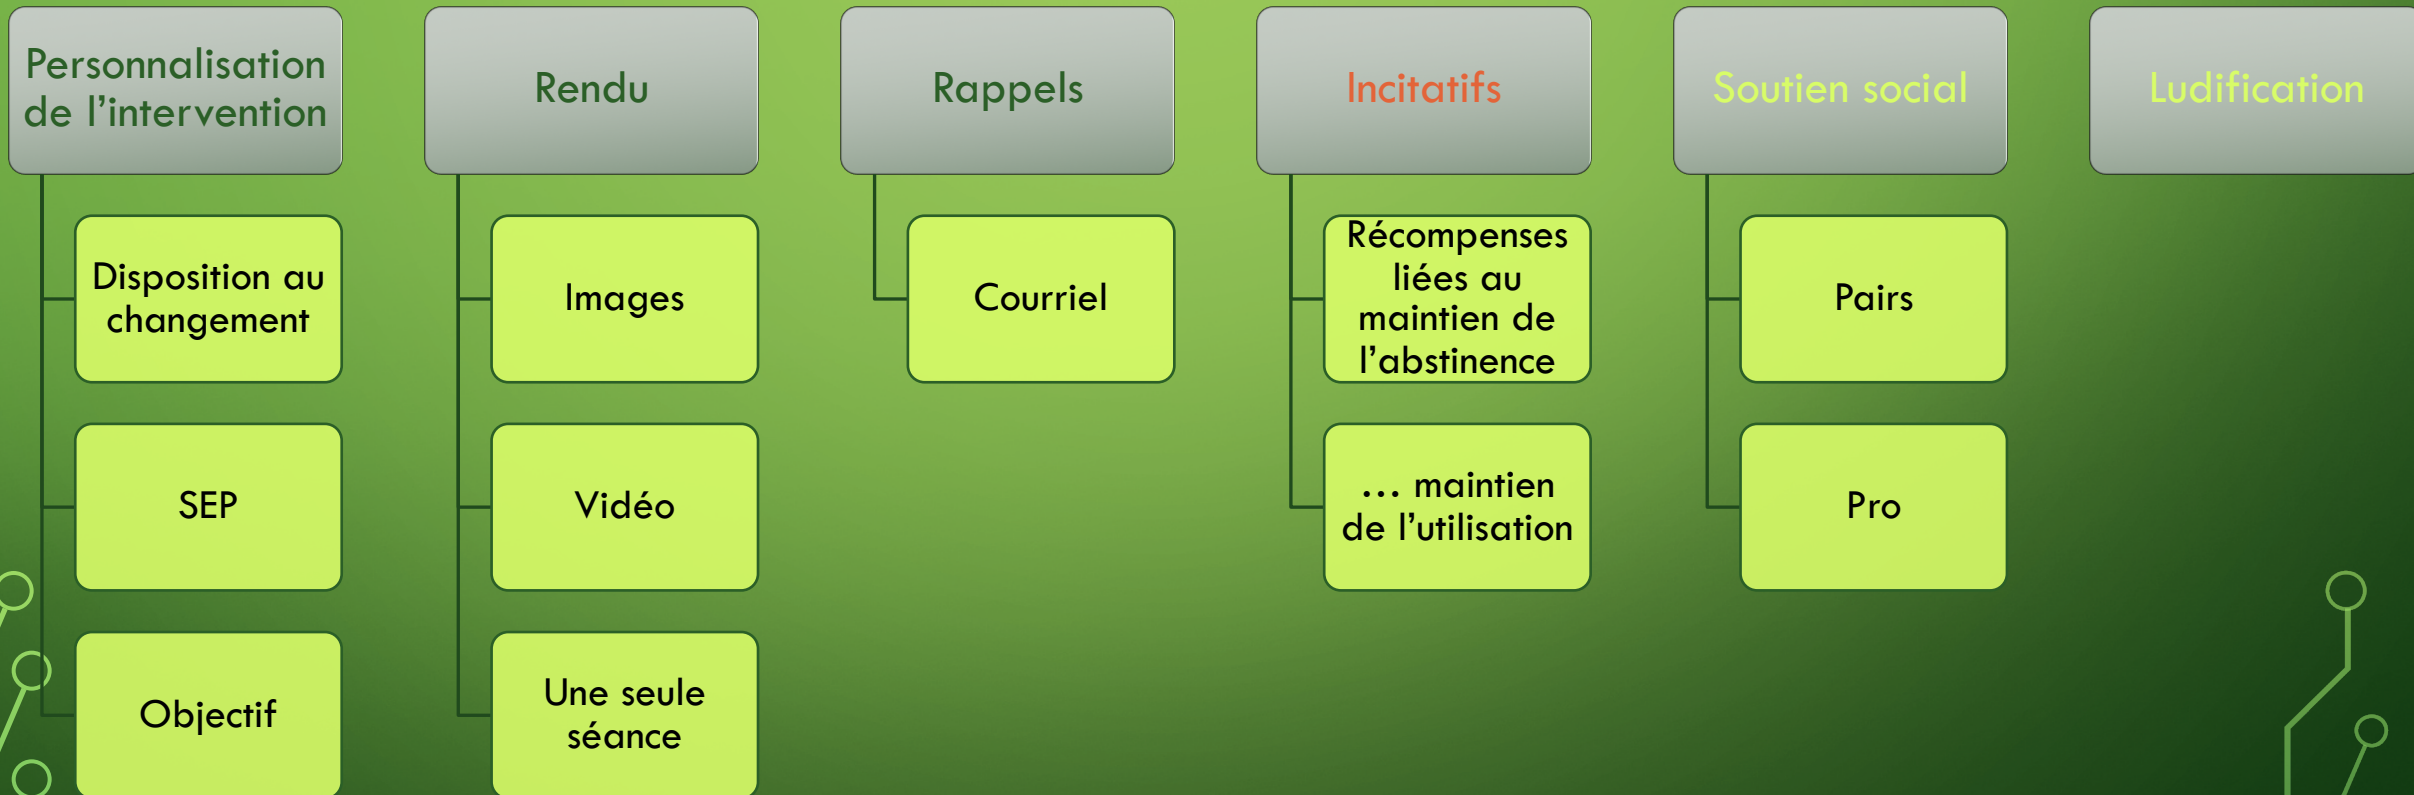 Personnalisation
de l'intervention
Disposition au
changement
SEP
Objectif
Rendu
Images
Vidéo
Une seule
séance
Rappels
Courriel
Incitatifs
Récompenses
liées au
maintien de
l'abstinence
... maintien
de l'utilisation
Soutien social
Pairs
Pro
Ludification